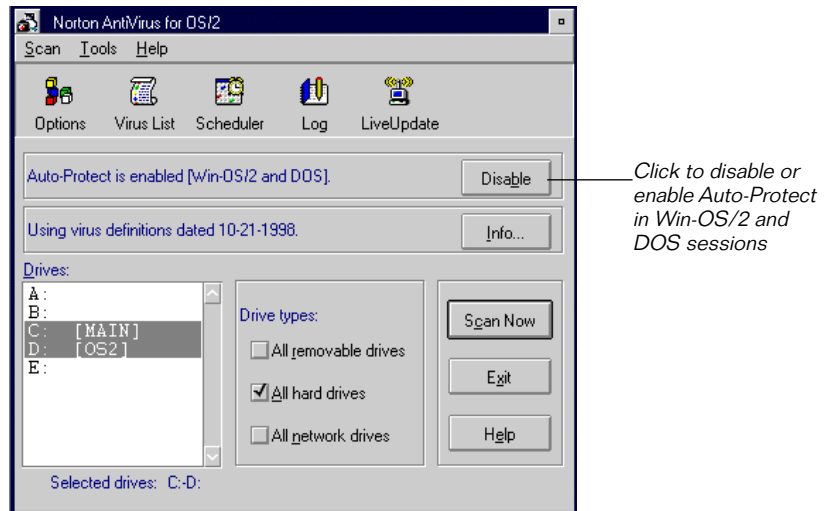 Norton AntiVirus for OS/2
Scan Tools Help
Options Virus List Scheduler Log LiveUpdate
Auto-Protect is enabled [Win-OS/2 and DOS].
Disable
Click to disable or
enable Auto-Protect
in Win-OS/2 and
DOS sessions
Using virus definitions dated 10-21-1998.
Info...
Drives:
A:
B:
C: [MAIN]
D: [OS2]
E:
Drive types:
All removable drives
All hard drives
All network drives
Scan Now
Exit
Help
Selected drives: C:-D: